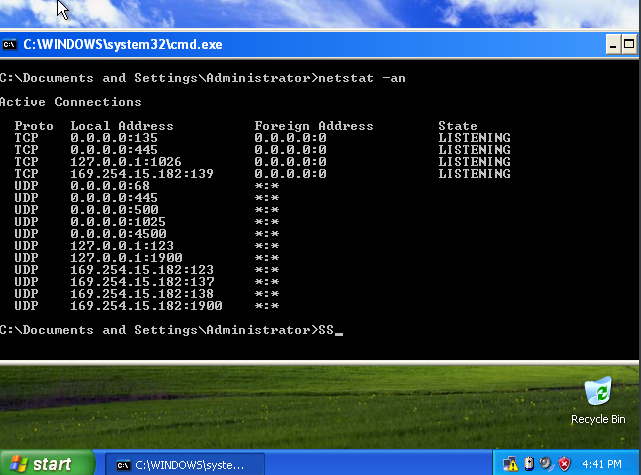 C:\WINDOWS\system32\cmd.exe
C:\Documents and Settings\Administrator>netstat -an
Active Connections
Proto Local Address Foreign Address State
TCP 0.0.0.0:135 0.0.0.0:0 LISTENING
TCP 0.0.0.0:445 0.0.0.0:0 LISTENING
TCP 127.0.0.1:1026 0.0.0.0:0 LISTENING
TCP 169.254.15.182:139 0.0.0.0:0 LISTENING
UDP 0.0.0.0:68 *:*
UDP 0.0.0.0:445 *:*
UDP 0.0.0.0:500 *:*
UDP 0.0.0.0:1025 *:*
UDP 0.0.0.0:4500 *:*
UDP 127.0.0.1:123 *:*
UDP 127.0.0.1:1900 *:*
UDP 169.254.15.182:123 *:*
UDP 169.254.15.182:137 *:*
UDP 169.254.15.182:138 *:*
UDP 169.254.15.182:1900 *:*
C:\Documents and Settings\Administrator>SS_
Recycle Bin
start C:\WINDOWS\syste... 4:41 PM